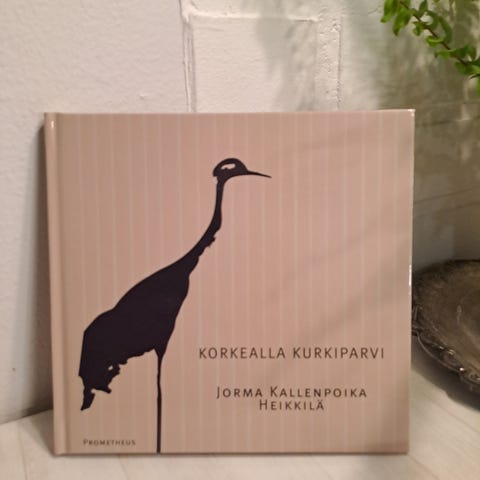 KORKEALLA KURKIPARVI
JORMA KALLENPOIKA
HEIKKILÄ
PROMETHEUS